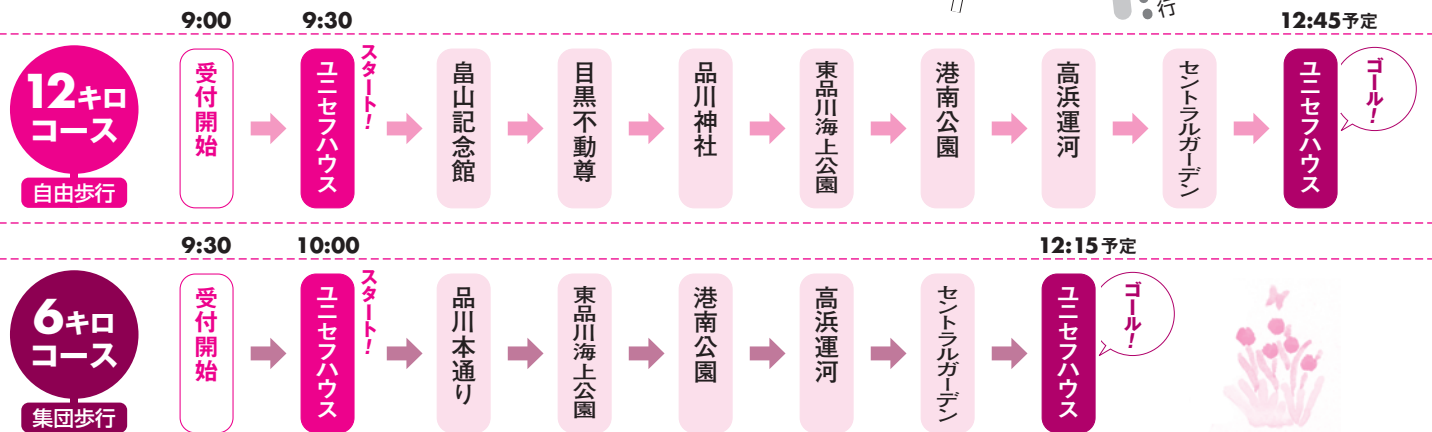 行
9:00
9:30
12:45予定
12キロ
コース
自由歩行
受付開始
ユニセフハウス
スタート!
畠山記念館
目黒不動尊
品川神社
東品川海上公園
港南公園
高浜運河
セントラルガーデン
ユニセフハウス
ゴール!
9:30
10:00
12:15予定
6キロ
コース
集団歩行
受付開始
ユニセフハウス
スタート!
品川本通り
東品川海上公園
港南公園
高浜運河
セントラルガーデン
ユニセフハウス
ゴール!